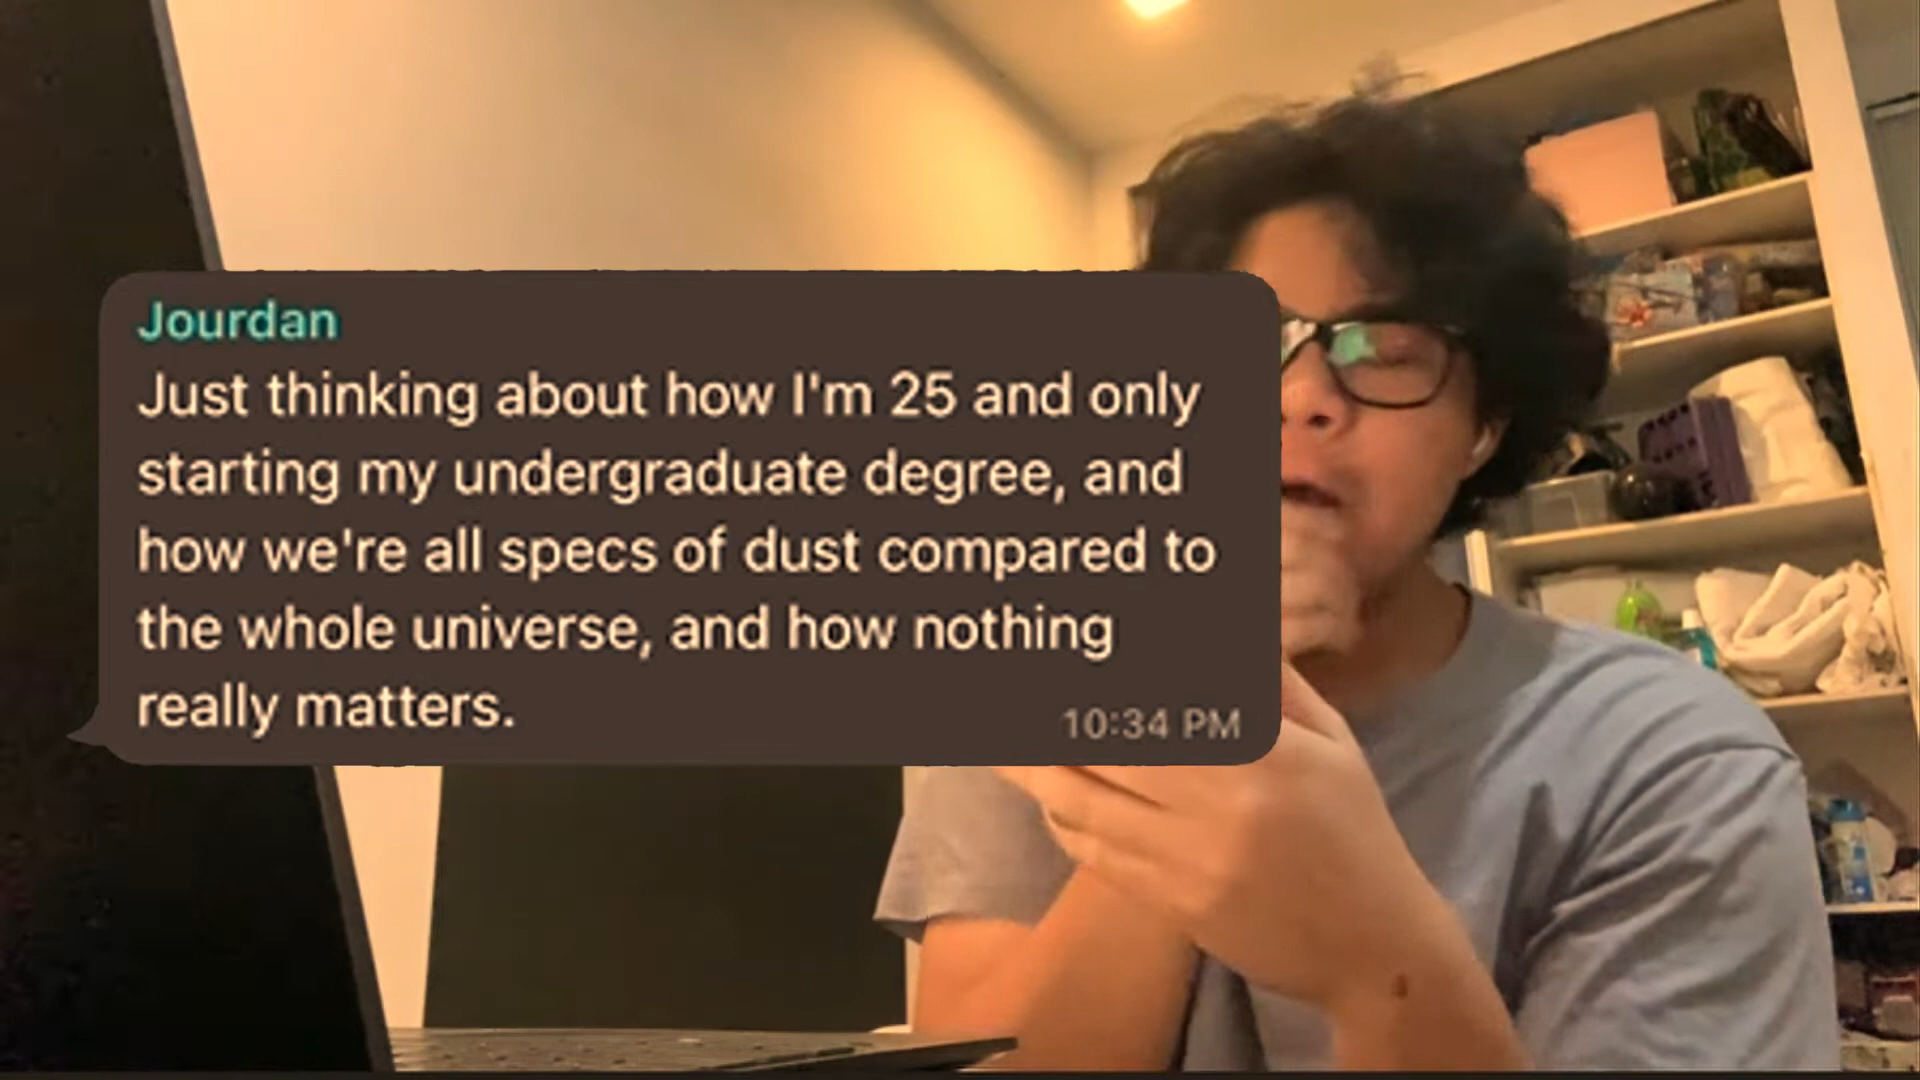 Jourdan
Just thinking about how I'm 25 and only
starting my undergraduate degree, and
how we're all specs of dust compared to
the whole universe, and how nothing
really matters.
10:34 PM